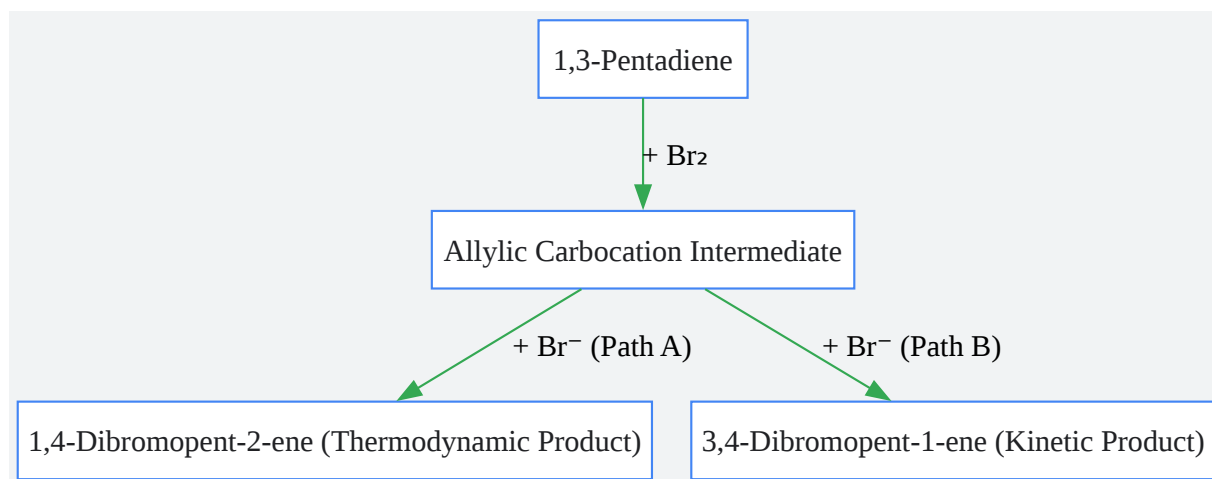 1,3-Pentadiene
+ Br₂
Allylic Carbocation Intermediate
+ Br⁻ (Path A)
+ Br⁻ (Path B)
1,4-Dibromopent-2-ene (Thermodynamic Product)
3,4-Dibromopent-1-ene (Kinetic Product)